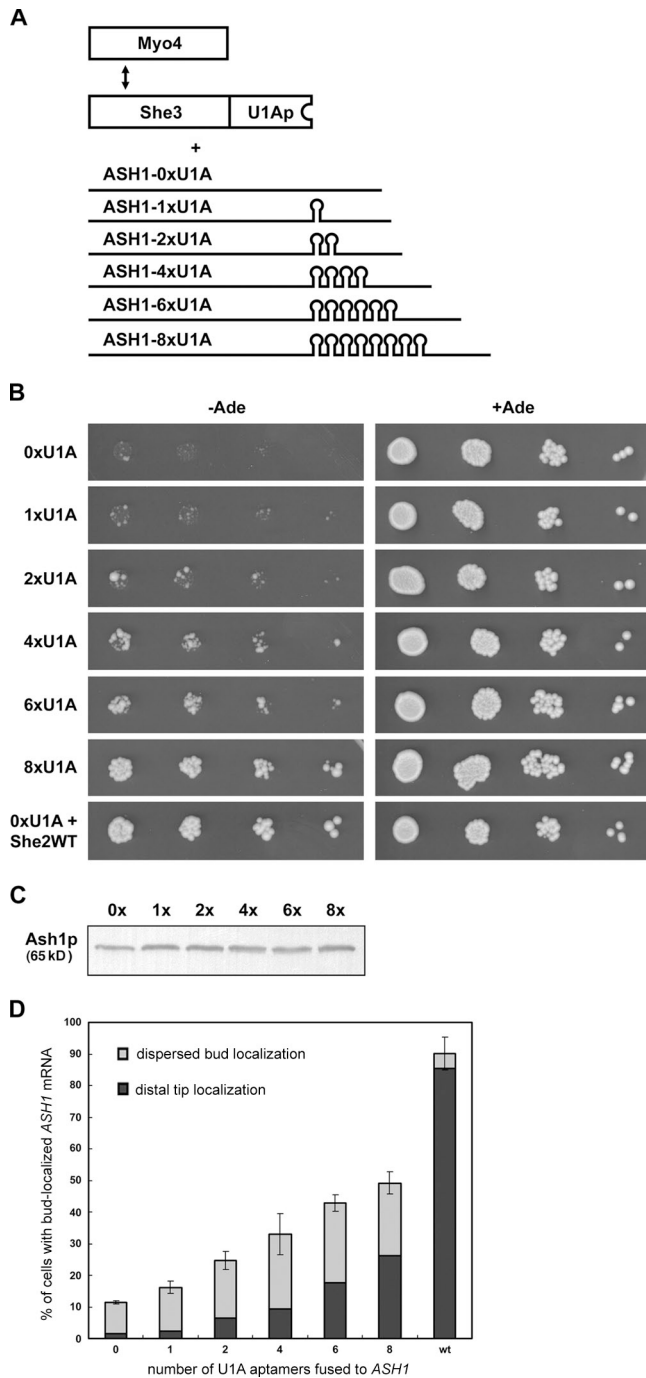 A
Myo4
She3
U1Ap
+
ASH1-0xU1A
ASH1-1xU1A
ASH1-2xU1A
ASH1-4xU1A
ASH1-6xU1A
ASH1-8xU1A
B
-Ade
+Ade
0xU1A
1xU1A
2xU1A
4xU1A
6xU1A
8xU1A
0xU1A +
She2WT
C
0x 1x 2x 4x 6x 8x
Ash1p
(65 kD)
D
% of cells with bud-localized ASH1 mRNA
100
90
80
70
60
50
40
30
20
10
0
dispersed bud localization
distal tip localization
0 1 2 4 6 8 wt
number of U1A aptamers fused to ASH1